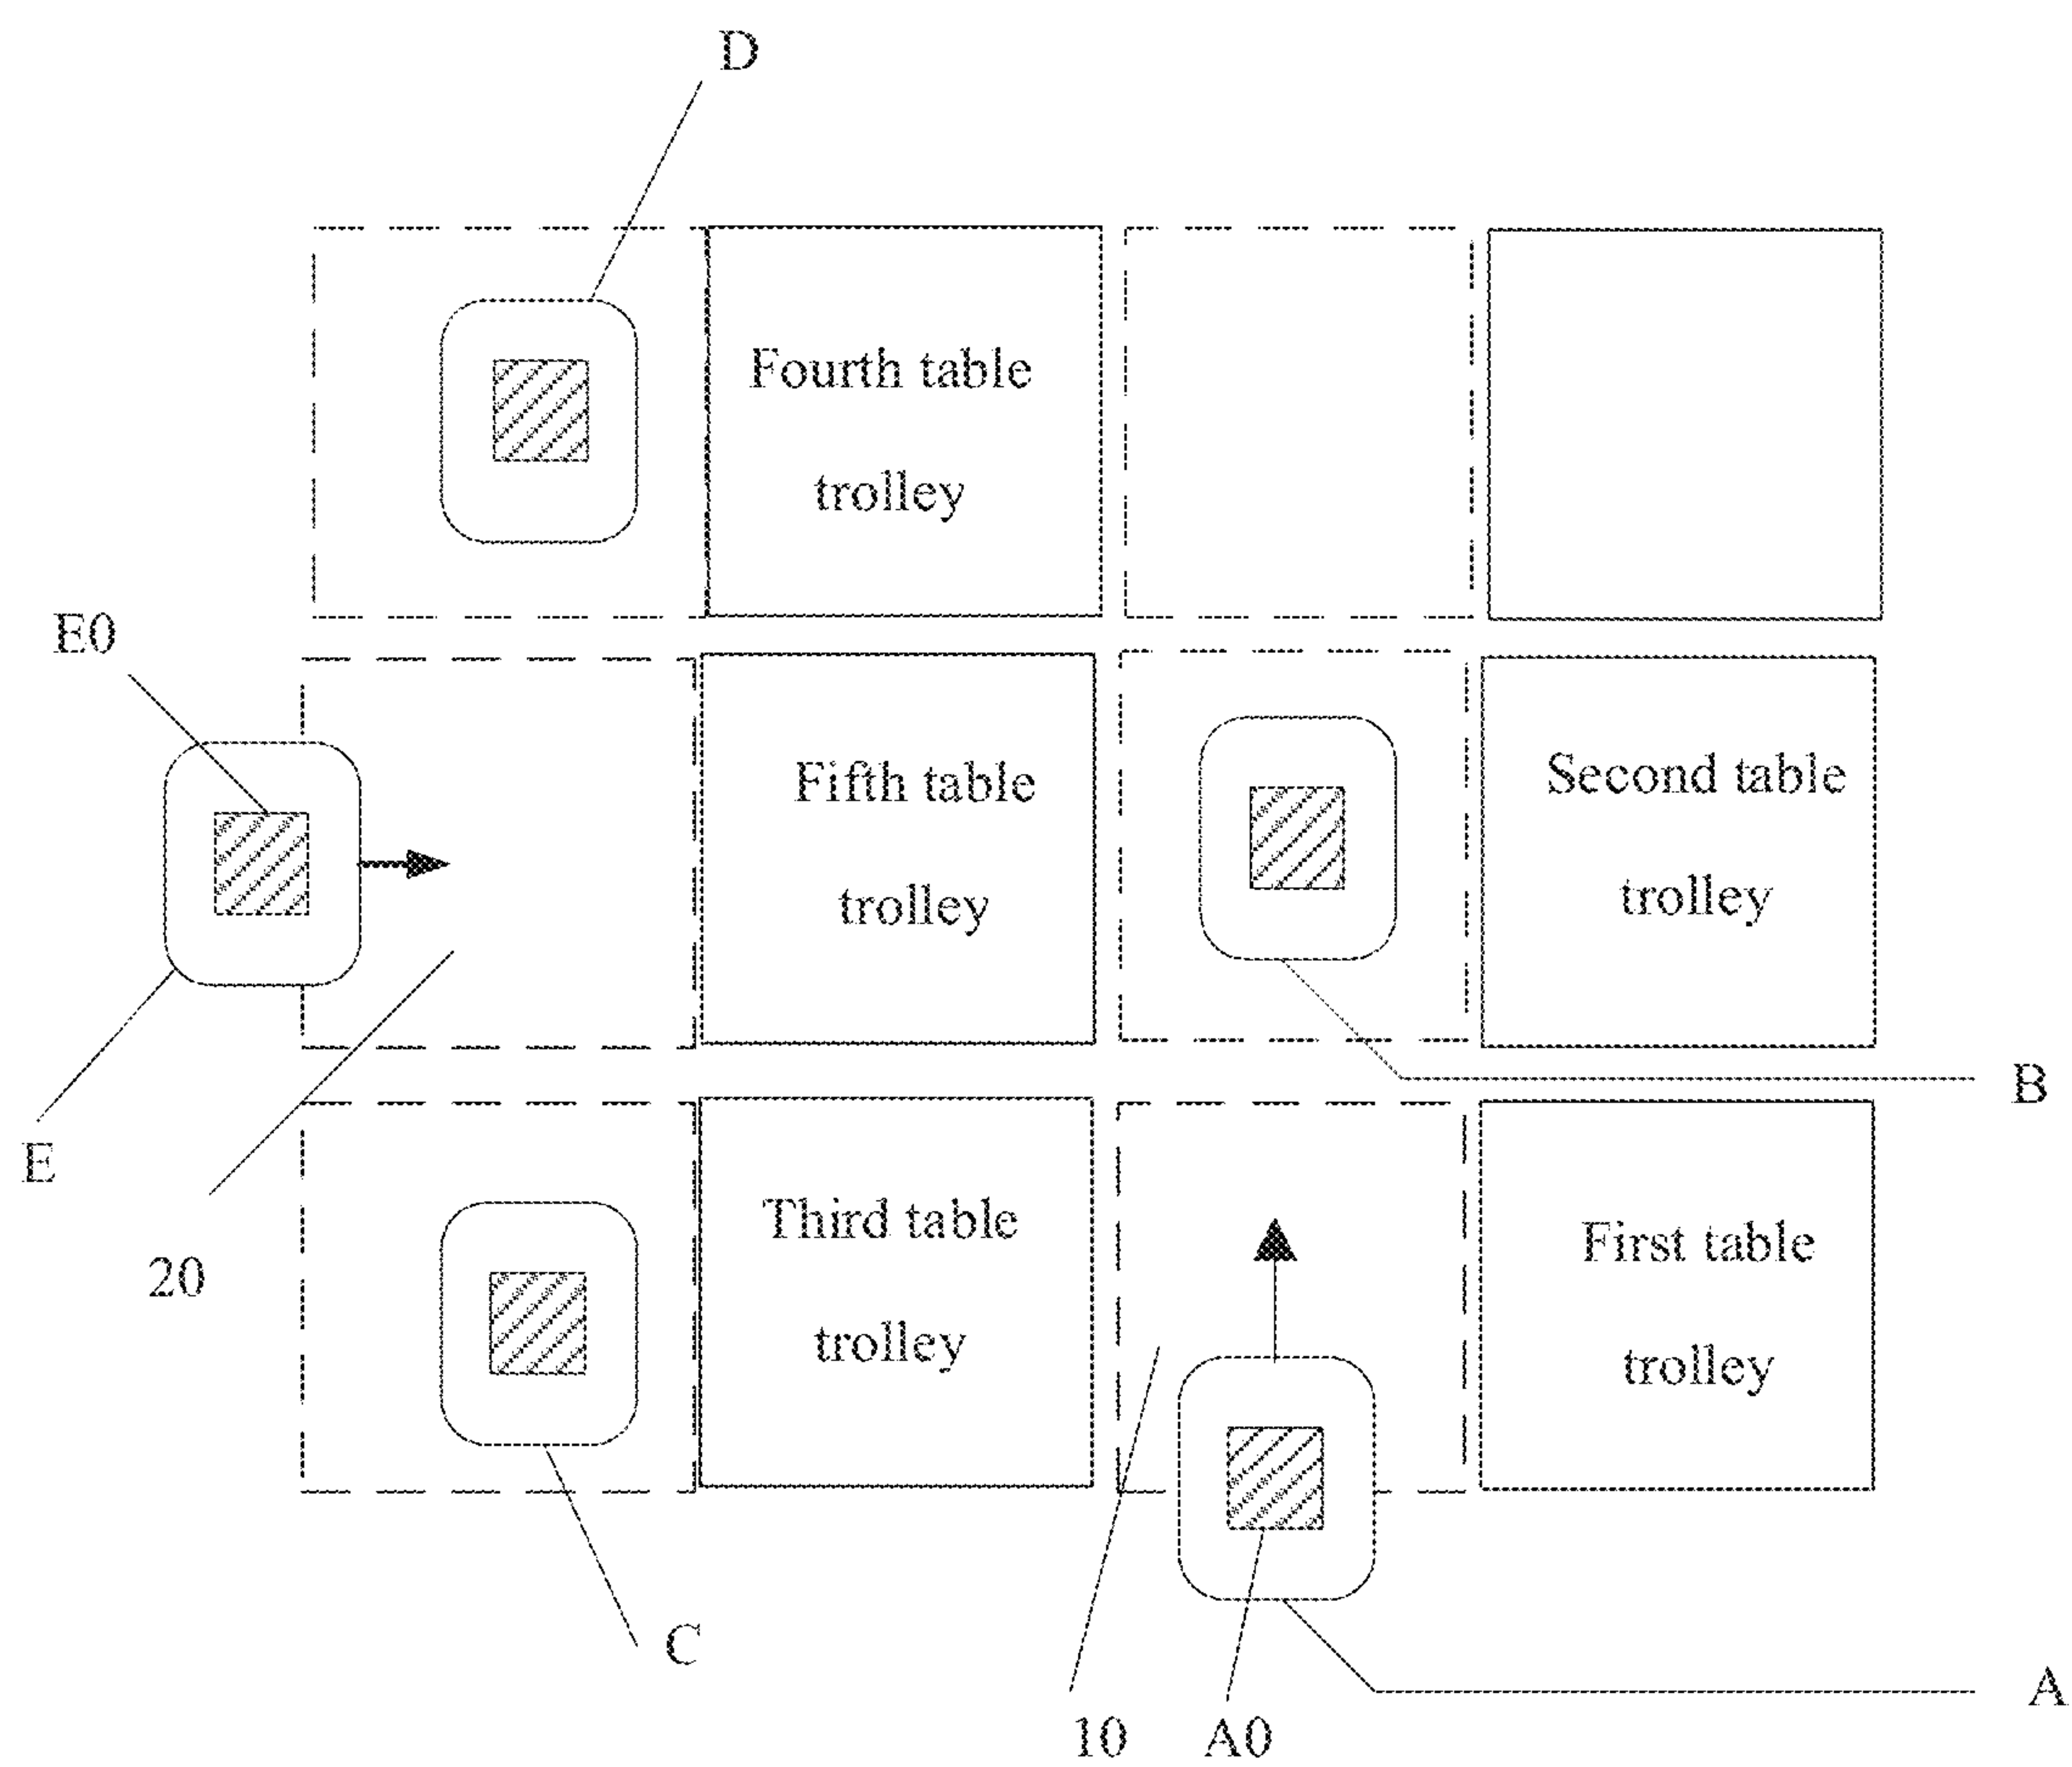 D
Fourth table
trolley
E0
Fifth table
trolley
Second table
trolley
B
E
20
Third table
trolley
First table
trolley
C
10
A0
A